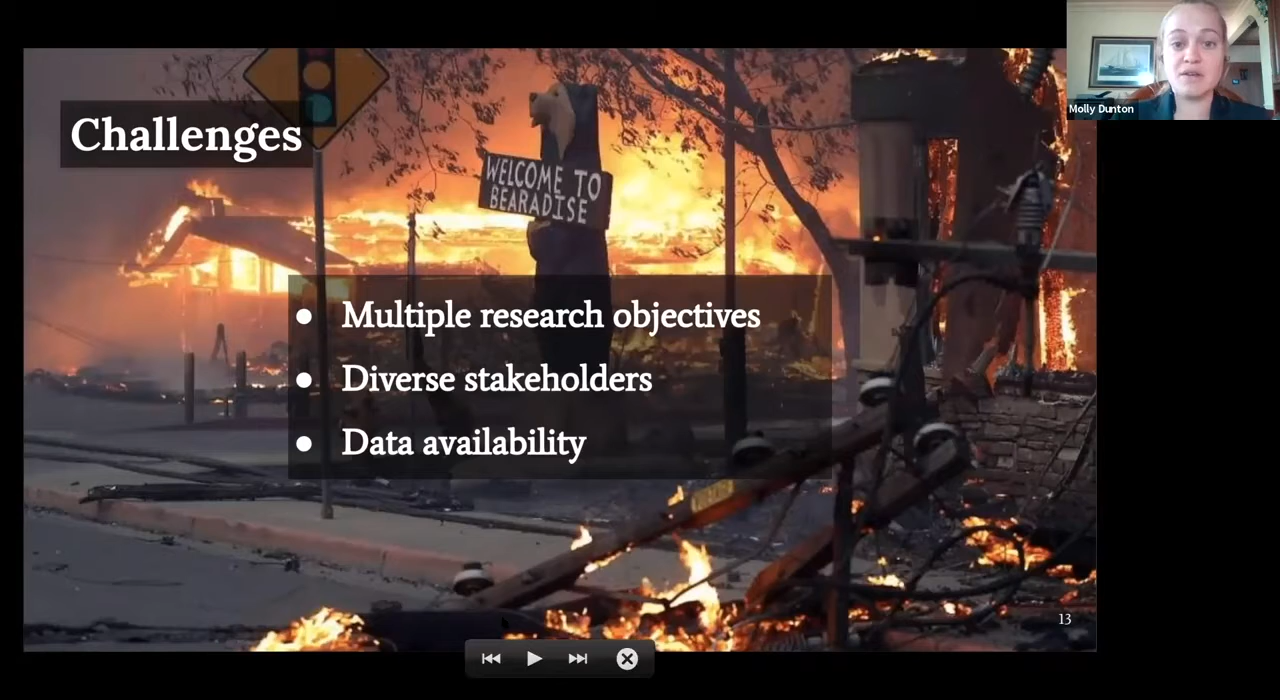 Molly Dunton
Challenges
WELCOME TO
BEARADISE
Multiple research objectives
Diverse stakeholders
Data availability
13